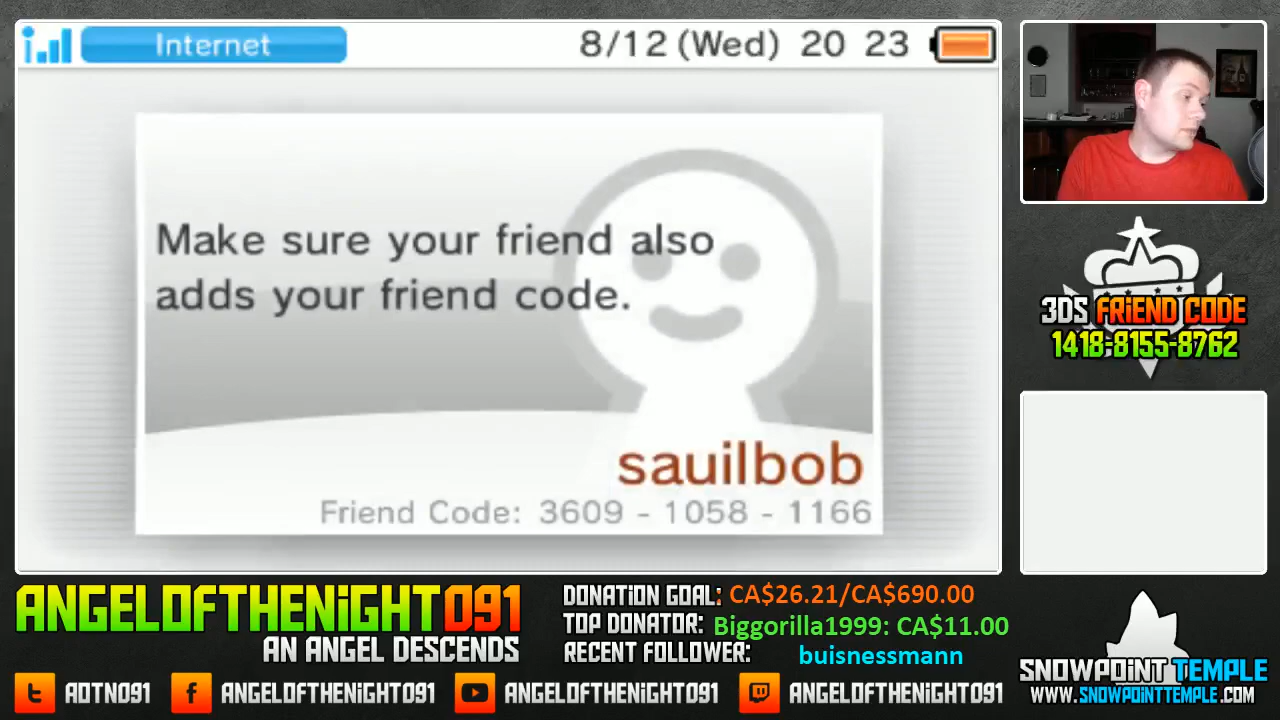 Internet
8/12 (Wed) 20 23
Make sure your friend also
adds your friend code.
sauilbob
Friend Code: 3609 - 1058 - 1166
3DS FRiEND CODE
1418-8155-8762
ANGELOFTHENiGHT091
AN ANGEL DESCENDS
DONATION GOAL: CA$26.21/CA$690.00
TOP DONATOR: Biggorilla1999: CA$11.00
RECENT FOLLOWER: buisnessmann
AOTN091
ANGELOFTHENiGHT091
ANGELOFTHENiGHT091
ANGELOFTHENiGHT091
SNOWPOiNT TEMPLE
WWW.SNOWPOINTTEMPLE.COM